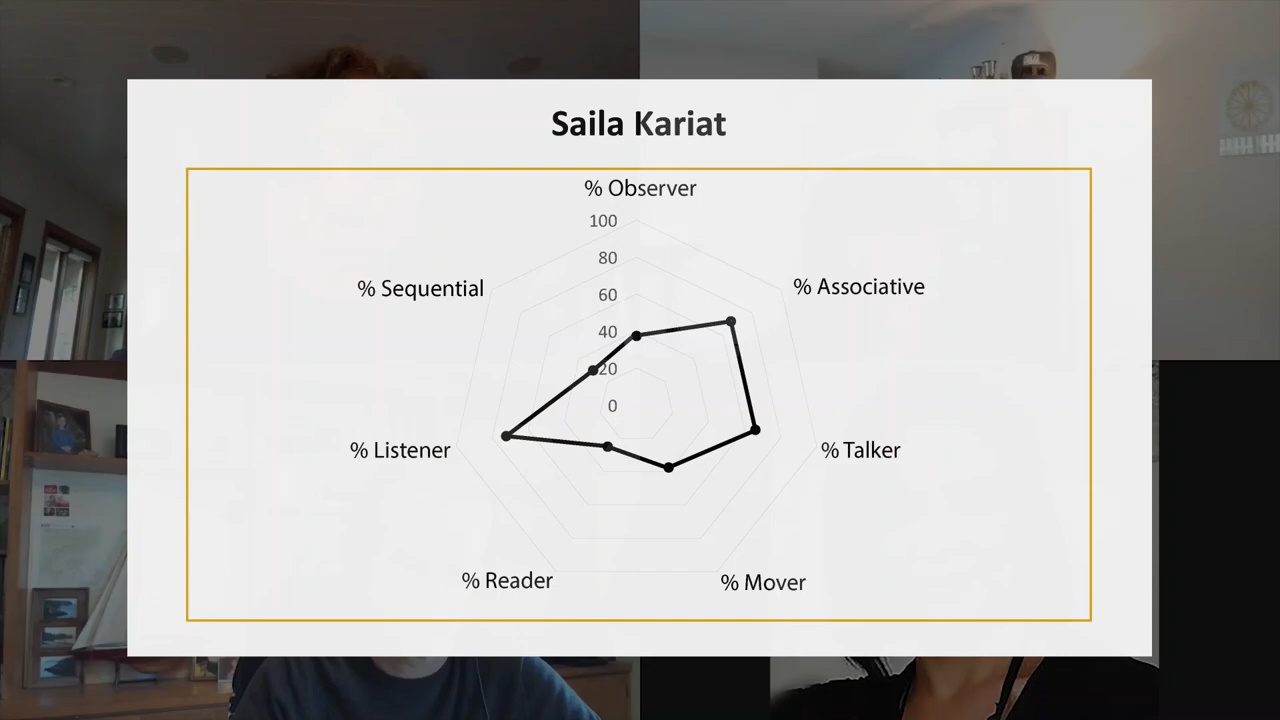 Saila Kariat
% Observer
100
80
60
40
20
0
% Sequential
% Associative
% Listener
% Talker
% Reader
% Mover